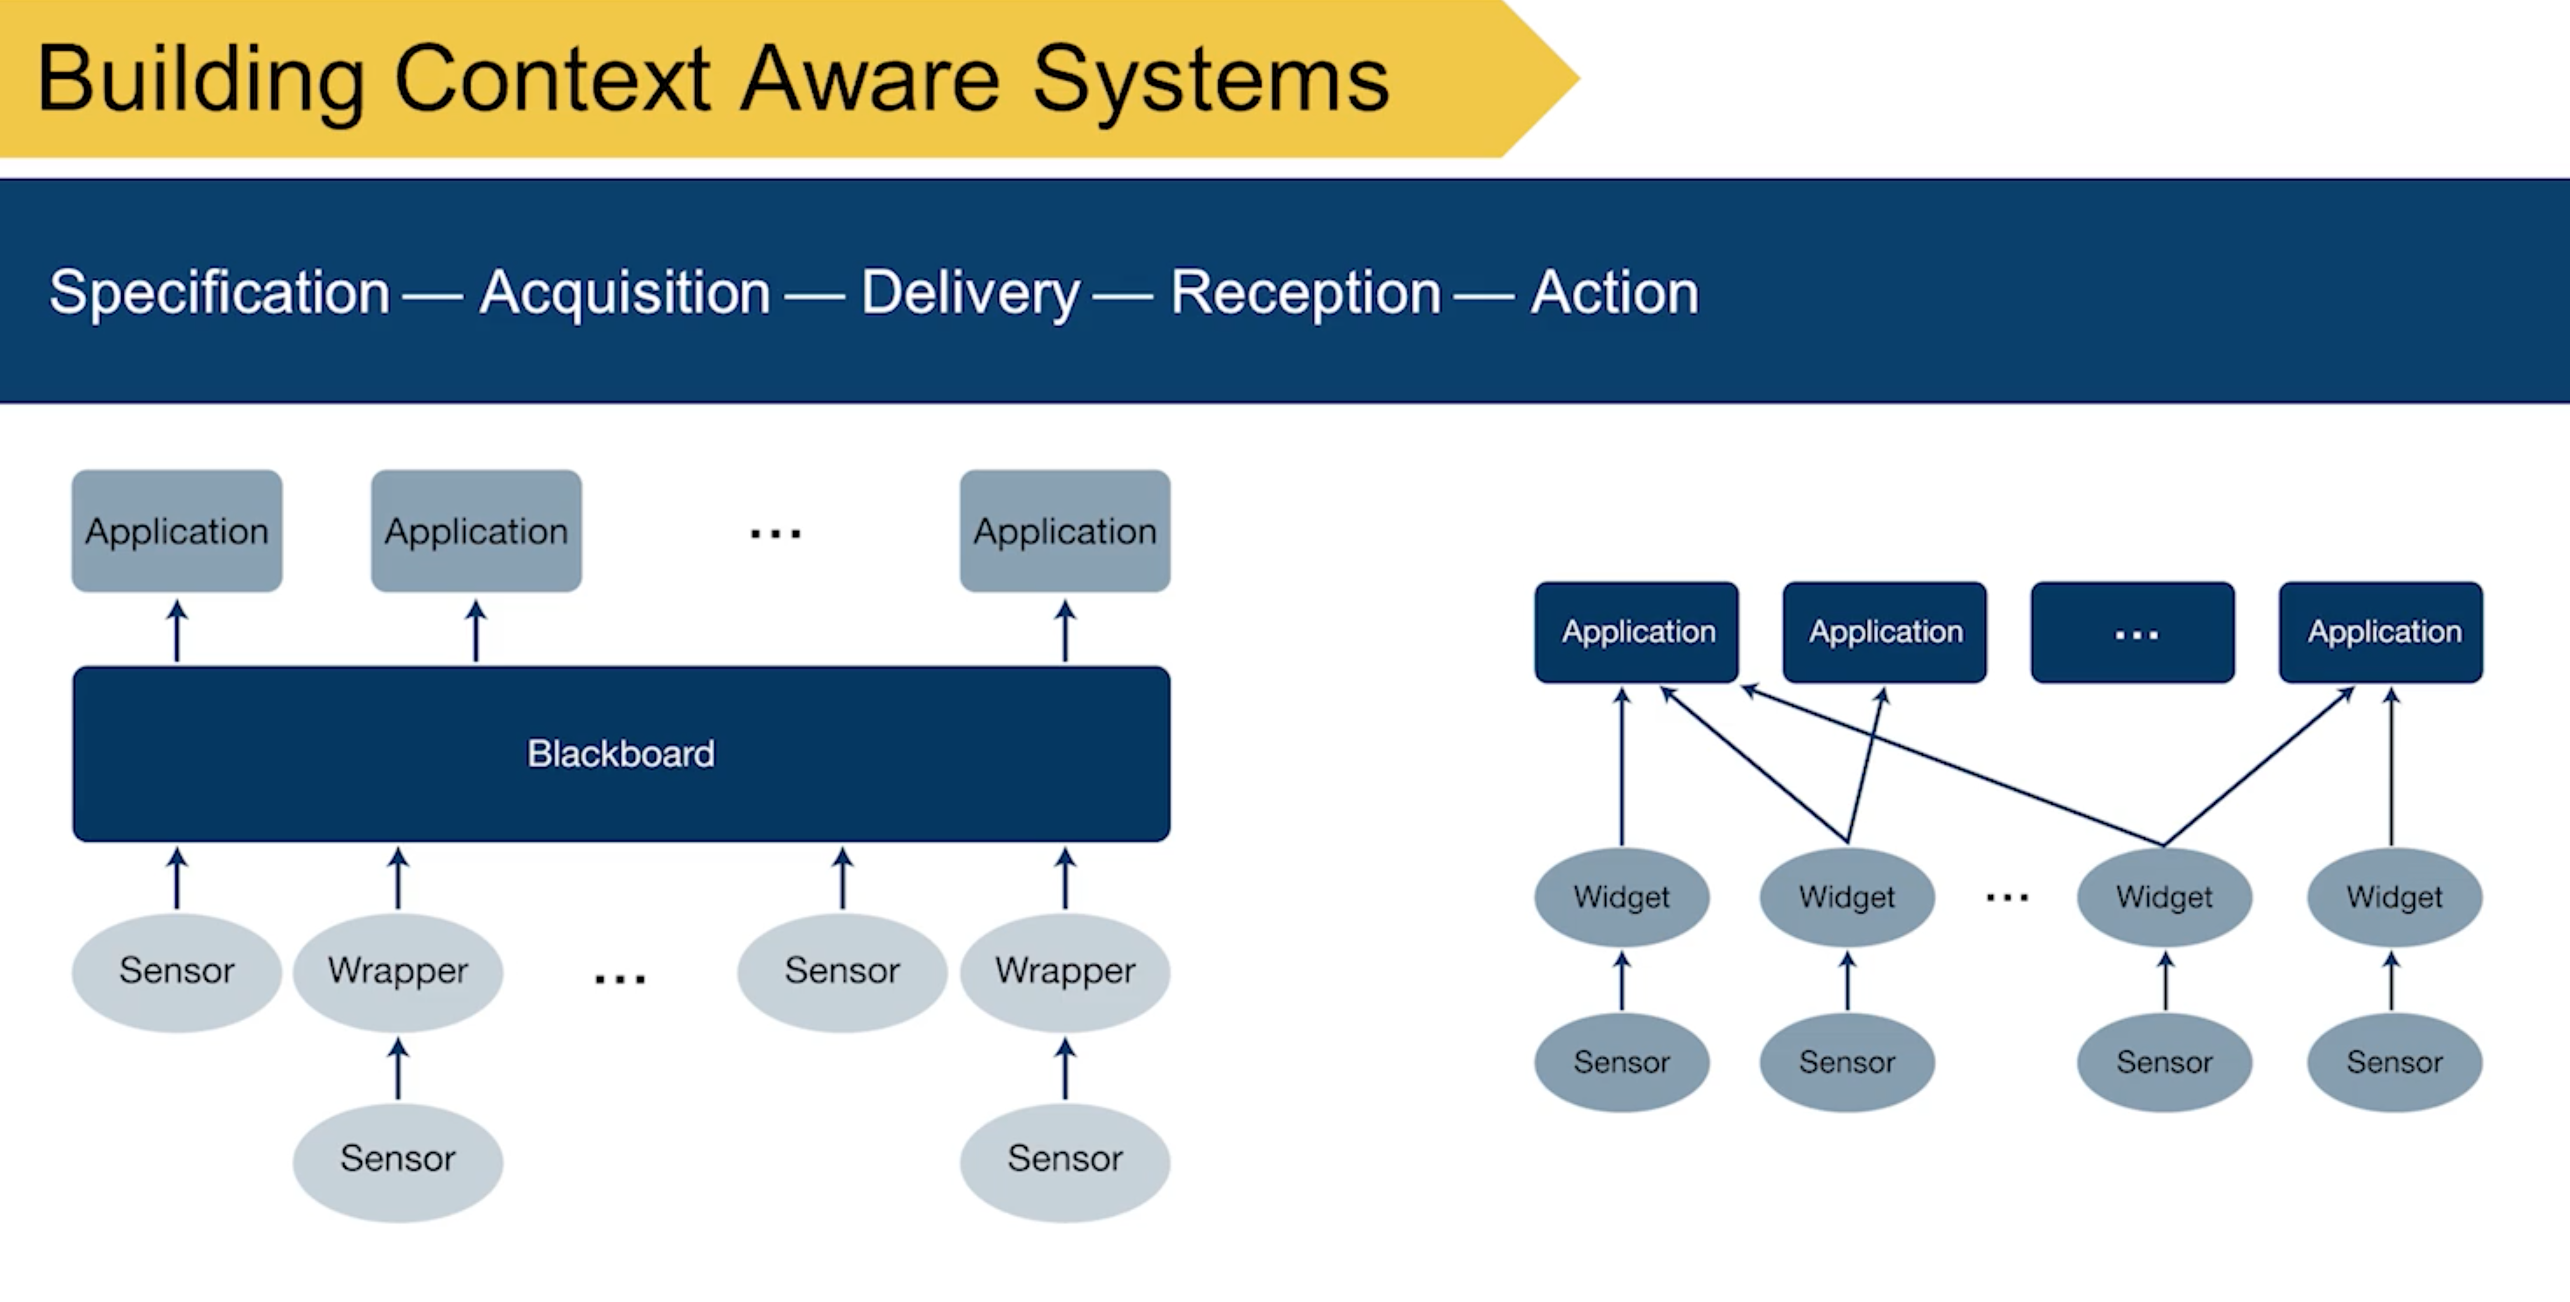 Building Context Aware Systems
Specification — Acquisition — Delivery — Reception — Action
Application Application ... Application
Blackboard
Sensor Wrapper ... Sensor Wrapper
Sensor Sensor
Application Application ... Application
Widget Widget ... Widget Widget
Sensor Sensor Sensor Sensor